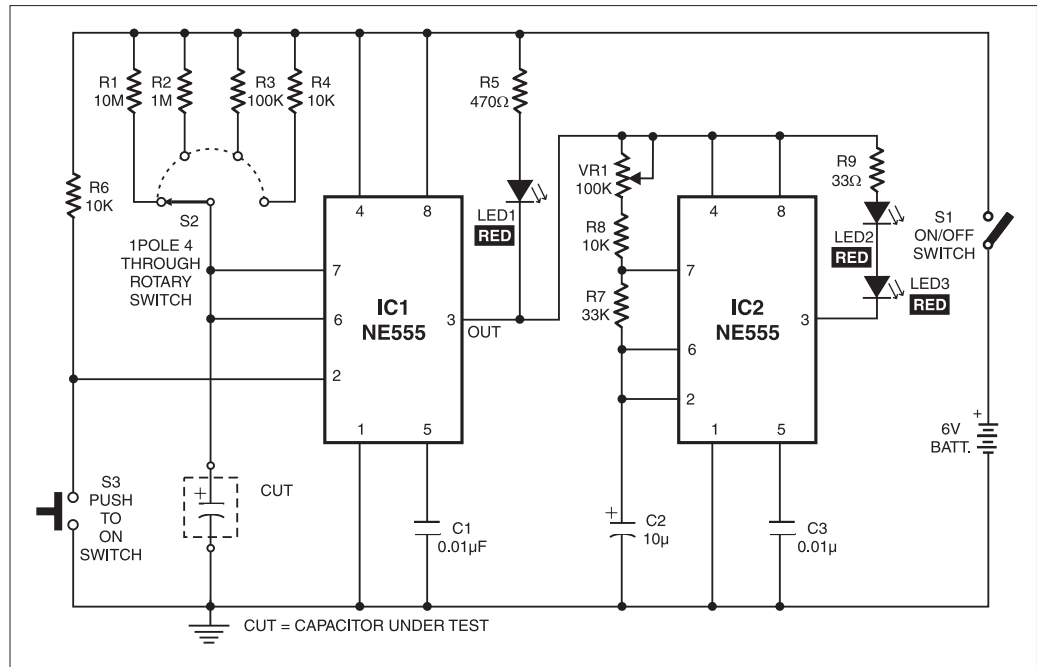 R1
10M
R2
1M
R3
100K
R4
10K
R5
470Ω
R6
10K
S2
1POLE 4
THROUGH
ROTARY
SWITCH
4
8
7
6
2
3
1
5
IC1
NE555
OUT
LED1
RED
VR1
100K
R8
10K
R7
33K
4
8
7
6
2
3
1
5
IC2
NE555
R9
33Ω
LED2
RED
LED3
RED
S1
ON/OFF
SWITCH
+
6V
BATT.
S3
PUSH
TO
ON
SWITCH
+
CUT
C1
0.01µF
+
C2
10µ
C3
0.01µ
CUT = CAPACITOR UNDER TEST